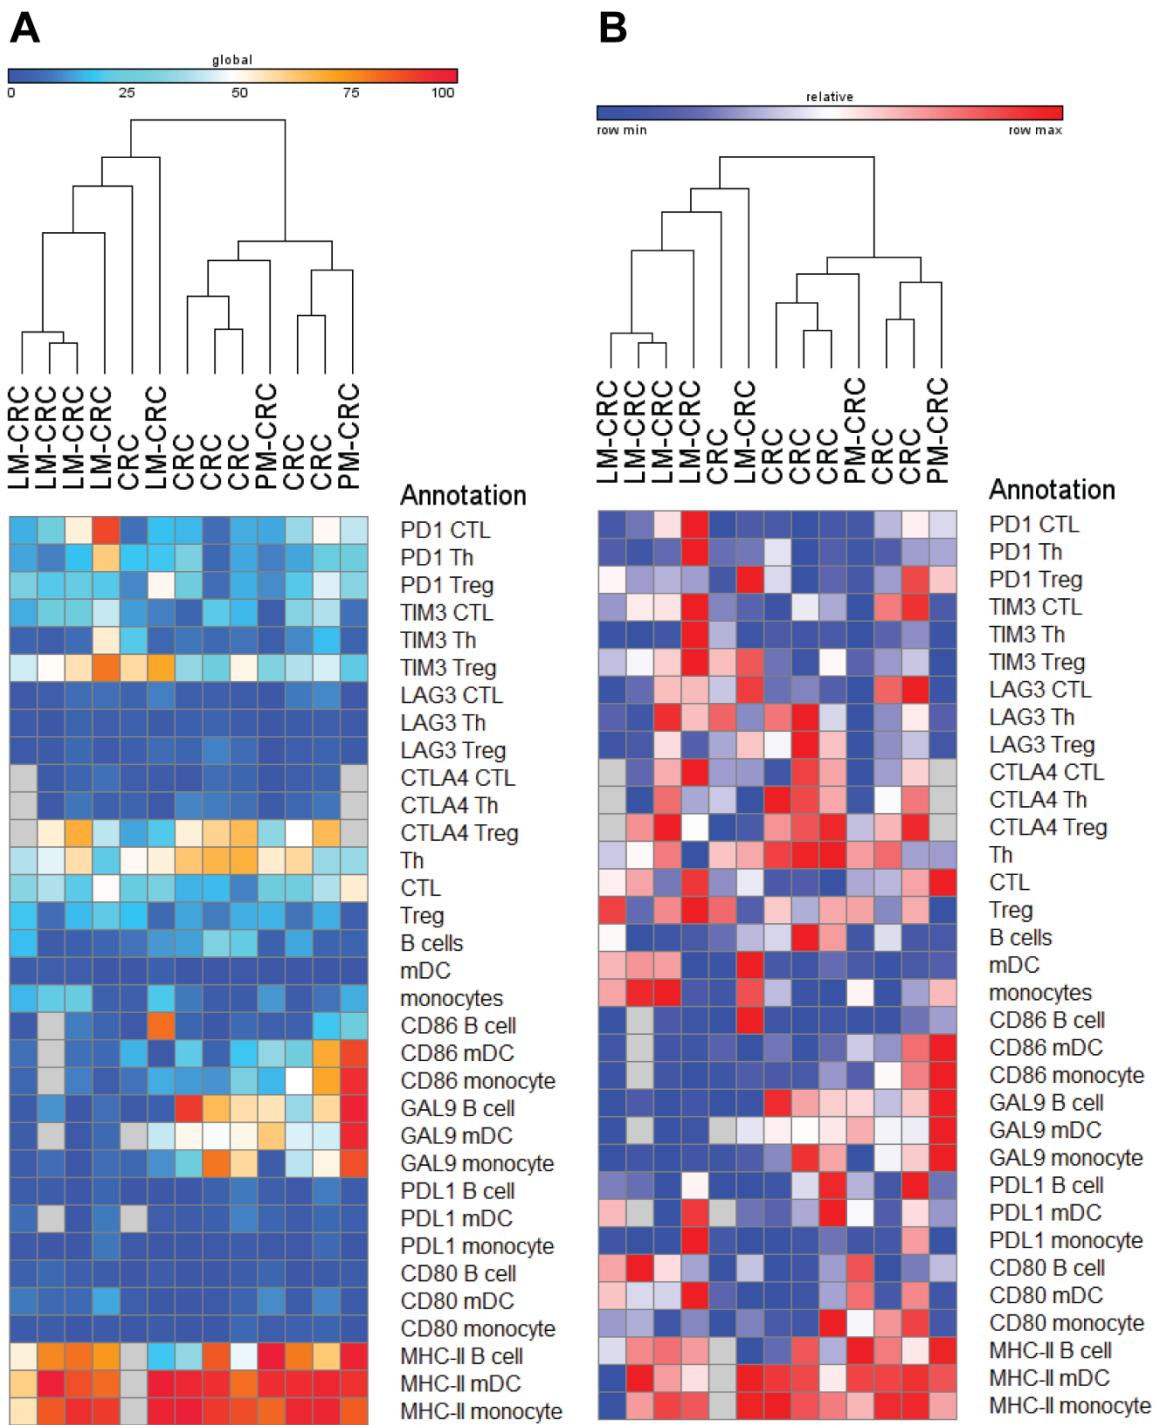 A
global
0 25 50 75 100
LM-CRC
LM-CRC
LM-CRC
LM-CRC
CRC
LM-CRC
CRC
CRC
CRC
PM-CRC
CRC
CRC
PM-CRC
Annotation
PD1 CTL
PD1 Th
PD1 Treg
TIM3 CTL
TIM3 Th
TIM3 Treg
LAG3 CTL
LAG3 Th
LAG3 Treg
CTLA4 CTL
CTLA4 Th
CTLA4 Treg
Th
CTL
Treg
B cells
mDC
monocytes
CD86 B cell
CD86 mDC
CD86 monocyte
GAL9 B cell
GAL9 mDC
GAL9 monocyte
PDL1 B cell
PDL1 mDC
PDL1 monocyte
CD80 B cell
CD80 mDC
CD80 monocyte
MHC-II B cell
MHC-II mDC
MHC-II monocyte
B
relative
row min row max
LM-CRC
LM-CRC
LM-CRC
LM-CRC
CRC
LM-CRC
CRC
CRC
CRC
PM-CRC
CRC
CRC
PM-CRC
Annotation
PD1 CTL
PD1 Th
PD1 Treg
TIM3 CTL
TIM3 Th
TIM3 Treg
LAG3 CTL
LAG3 Th
LAG3 Treg
CTLA4 CTL
CTLA4 Th
CTLA4 Treg
Th
CTL
Treg
B cells
mDC
monocytes
CD86 B cell
CD86 mDC
CD86 monocyte
GAL9 B cell
GAL9 mDC
GAL9 monocyte
PDL1 B cell
PDL1 mDC
PDL1 monocyte
CD80 B cell
CD80 mDC
CD80 monocyte
MHC-II B cell
MHC-II mDC
MHC-II monocyte